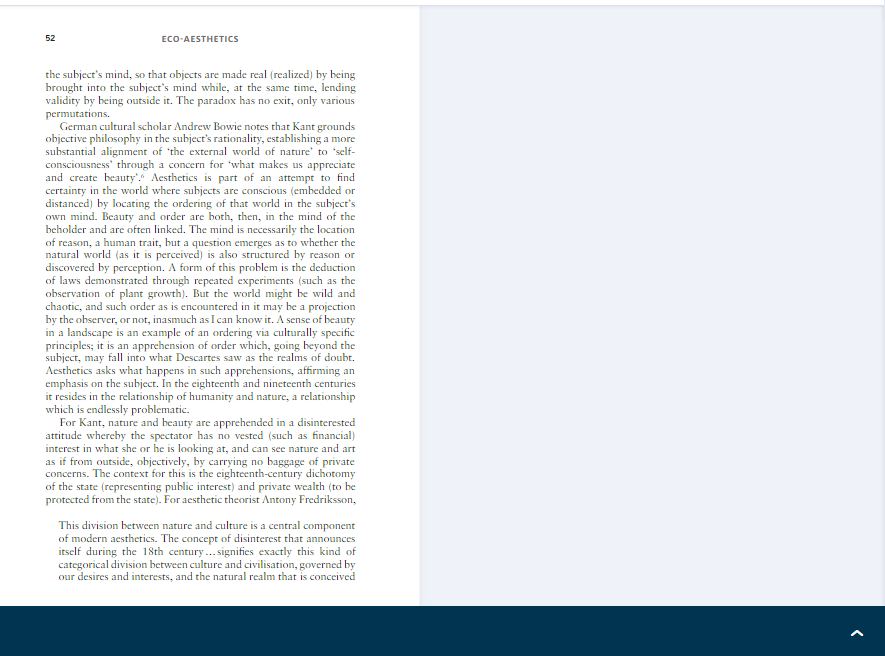 52
ECO-AESTHETICS
the subject's mind, so that objects are made real (realized) by being
brought into the subject's mind while, at the same time, lending
validity by being outside it. The paradox has no exit, only various
permutations.
German cultural scholar Andrew Bowie notes that Kant grounds
objective philosophy in the subject's rationality, establishing a more
substantial alignment of 'the external world of nature' to 'self-
consciousness' through a concern for 'what makes us appreciate
and create beauty'.⁶ Aesthetics is part of an attempt to find
certainty in the world where subjects are conscious (embedded or
distanced) by locating the ordering of that world in the subject's
own mind. Beauty and order are both, then, in the mind of the
beholder and are often linked. The mind is necessarily the location
of reason, a human trait, but a question emerges as to whether the
natural world (as it is perceived) is also structured by reason or
discovered by perception. A form of this problem is the deduction
of laws demonstrated through repeated experiments (such as the
observation of plant growth). But the world might be wild and
chaotic, and such order as is encountered in it may be a projection
by the observer, or not, inasmuch as I can know it. A sense of beauty
in a landscape is an example of an ordering via culturally specific
principles; it is an apprehension of order which, going beyond the
subject, may fall into what Descartes saw as the realms of doubt.
Aesthetics asks what happens in such apprehensions, affirming an
emphasis on the subject. In the eighteenth and nineteenth centuries
it resides in the relationship of humanity and nature, a relationship
which is endlessly problematic.
For Kant, nature and beauty are apprehended in a disinterested
attitude whereby the spectator has no vested (such as financial)
interest in what she or he is looking at, and can see nature and art
as if from outside, objectively, by carrying no baggage of private
concerns. The context for this is the eighteenth-century dichotomy
of the state (representing public interest) and private wealth (to be
protected from the state). For aesthetic theorist Antony Fredriksson,
This division between nature and culture is a central component
of modern aesthetics. The concept of disinterest that announces
itself during the 18th century…signifies exactly this kind of
categorical division between culture and civilisation, governed by
our desires and interests, and the natural realm that is conceived